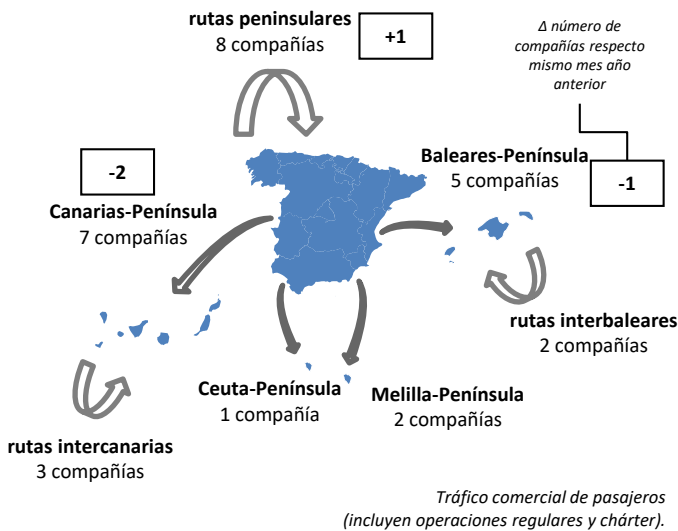 rutas peninsulares
8 compañías
+1
Δ número de
compañías respecto
mismo mes año
anterior
-2
Canarias-Península
7 compañías
Baleares-Península
5 compañías
-1
rutas interbaleares
2 compañías
Ceuta-Península
1 compañía
Melilla-Península
2 compañías
rutas intercanarias
3 compañías
Tráfico comercial de pasajeros
(incluyen operaciones regulares y chárter).